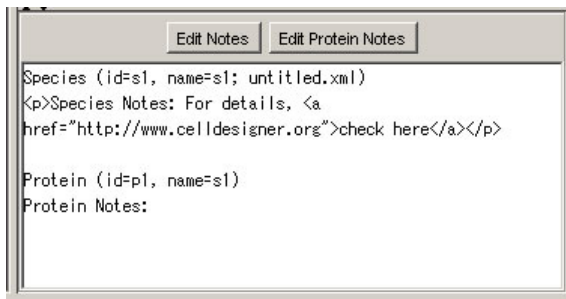 Edit Notes Edit Protein Notes
Species (id=s1, name=s1; untitled.xml)
<p>Species Notes: For details, <a
href="http://www.celldesigner.org">check here</a></p>
Protein (id=p1, name=s1)
Protein Notes: